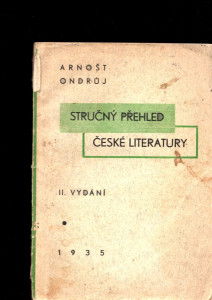 ARNOŠT
ONDRŮJ
STRUČNÝ PŘEHLED
ČESKÉ LITERATURY
II. VYDÁNÍ
1935